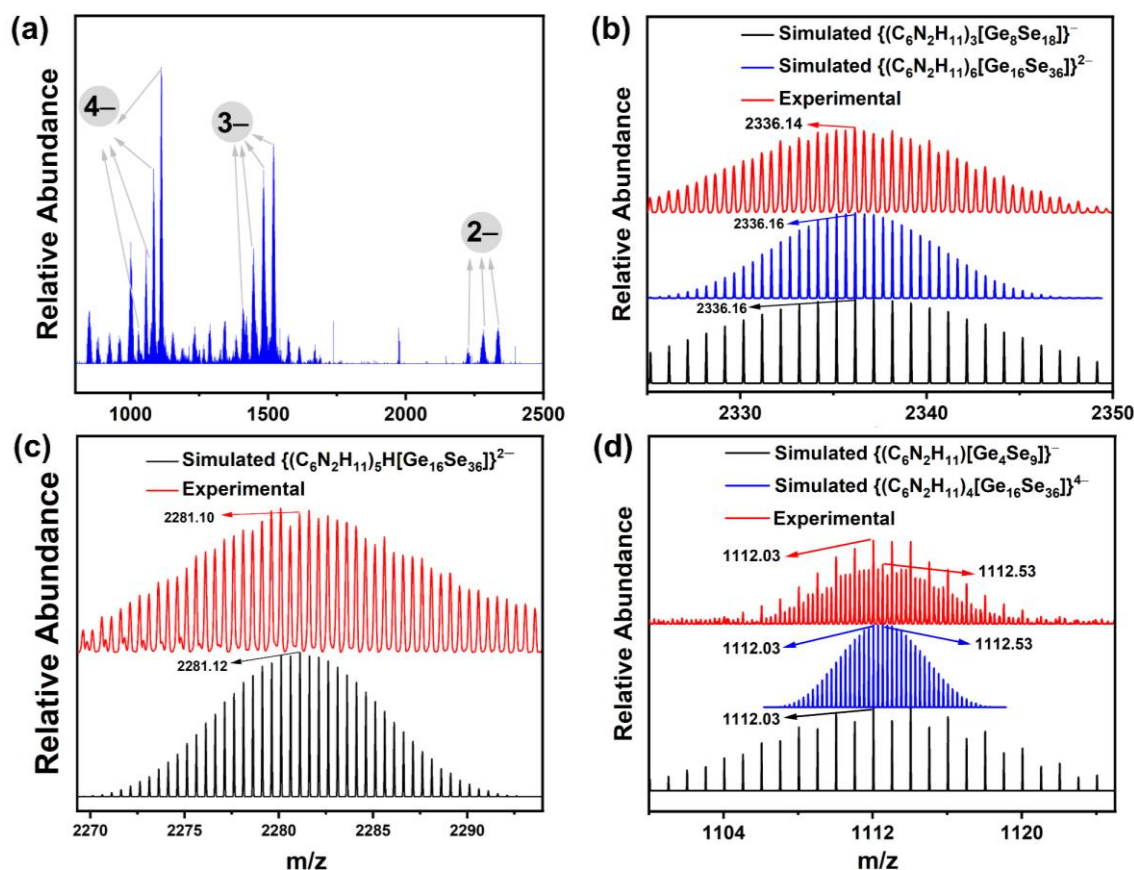 (a)
4–
3–
2–
Relative Abundance
1000 1500 2000 2500
(b)
Simulated {(C₆N₂H₁₁)₃[Ge₈Se₁₈]}⁻
Simulated {(C₆N₂H₁₁)₆[Ge₁₆Se₃₆]}²⁻
Experimental
2336.14
2336.16
2336.16
Relative Abundance
2330 2340 2350
(c)
Simulated {(C₆N₂H₁₁)₅H[Ge₁₆Se₃₆]}²⁻
Experimental
2281.10
2281.12
Relative Abundance
2270 2275 2280 2285 2290
m/z
(d)
Simulated {(C₆N₂H₁₁)[Ge₄Se₉]}⁻
Simulated {(C₆N₂H₁₁)₄[Ge₁₆Se₃₆]}⁴⁻
Experimental
1112.03
1112.53
1112.03
1112.53
1112.03
Relative Abundance
1104 1112 1120
m/z